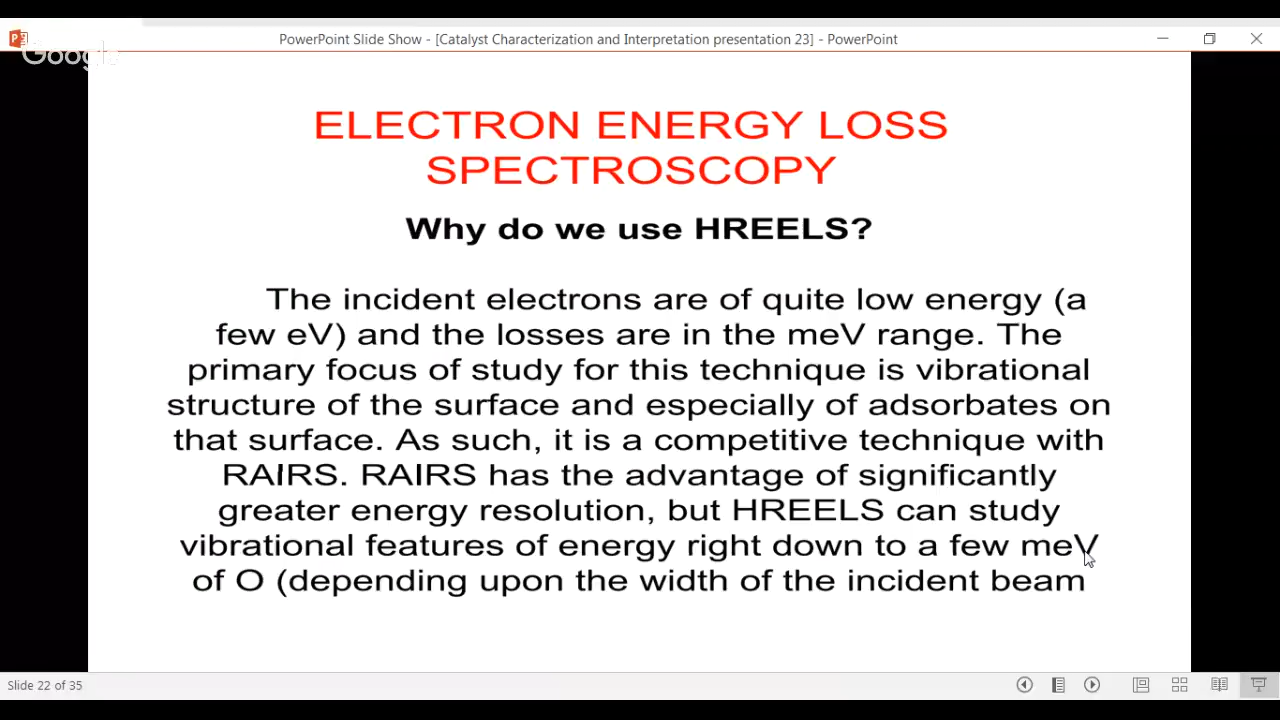 PowerPoint Slide Show - [Catalyst Characterization and Interpretation presentation 23] - PowerPoint
Google
ELECTRON ENERGY LOSS
SPECTROSCOPY
Why do we use HREELS?
The incident electrons are of quite low energy (a
few eV) and the losses are in the meV range. The
primary focus of study for this technique is vibrational
structure of the surface and especially of adsorbates on
that surface. As such, it is a competitive technique with
RAIRS. RAIRS has the advantage of significantly
greater energy resolution, but HREELS can study
vibrational features of energy right down to a few meV
of O (depending upon the width of the incident beam
Slide 22 of 35